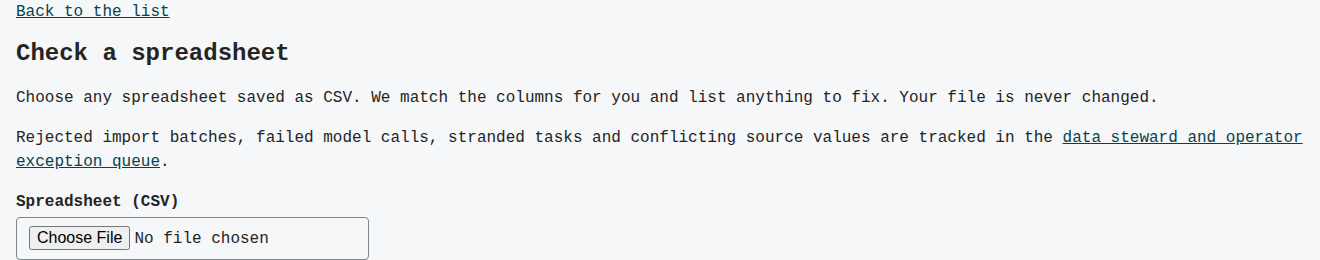 Back to the list
Check a spreadsheet
Choose any spreadsheet saved as CSV. We match the columns for you and list anything to fix. Your file is never changed.
Rejected import batches, failed model calls, stranded tasks and conflicting source values are tracked in the data steward and operator
exception queue.
Spreadsheet (CSV)
Choose File No file chosen